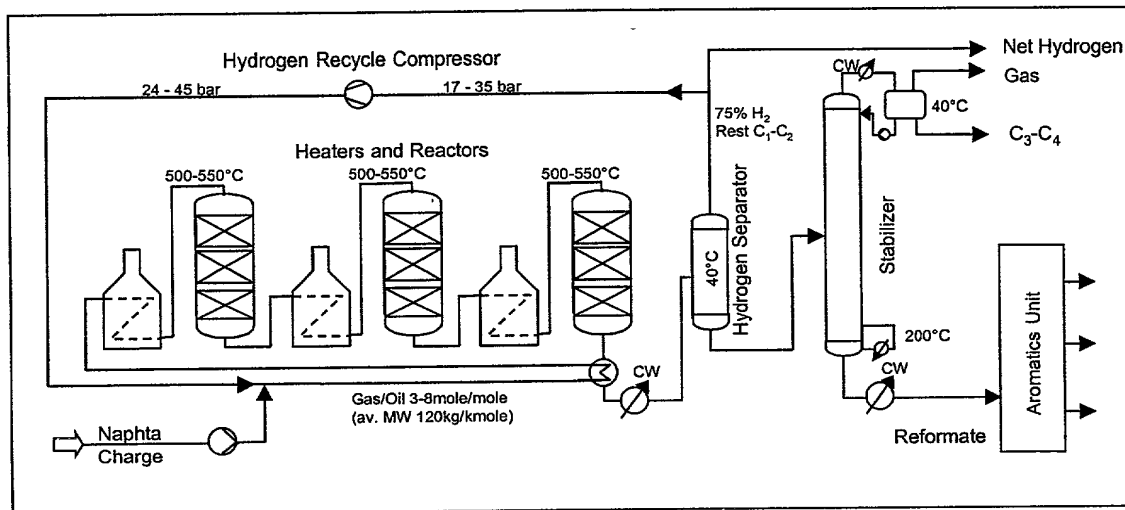 Hydrogen Recycle Compressor
24 - 45 bar
17 - 35 bar
Net Hydrogen
CW
Gas
40°C
C₃-C₄
75% H₂
Rest C₁-C₂
Heaters and Reactors
500-550°C
500-550°C
500-550°C
40°C
Hydrogen Separator
Stabilizer
200°C
CW
CW
Aromatics Unit
Gas/Oil 3-8mole/mole
(av. MW 120kg/kmole)
Naphta
Charge
Reformate